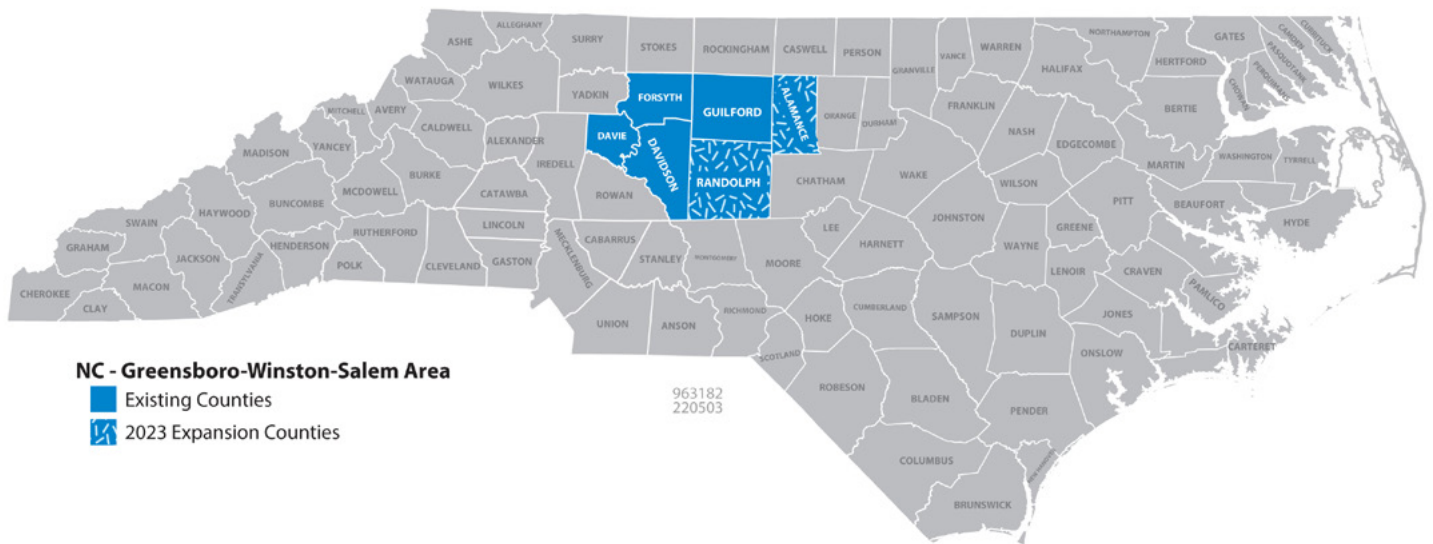 ALLEGHANY
ASHE
SURRY
STOKES
ROCKINGHAM
CASWELL
PERSON
GRANVILLE
VANCE
WARREN
NORTHAMPTON
GATES
CAMDEN
CURRITUCK
PASQUOTANK
PERQUIMANS
CHOWAN
HERTFORD
HALIFAX
BERTIE
WATAUGA
WILKES
YADKIN
FORSYTH
GUILFORD
ALAMANCE
ORANGE
DURHAM
FRANKLIN
NASH
EDGECOMBE
MARTIN
WASHINGTON
TYRRELL
MITCHELL
AVERY
CALDWELL
ALEXANDER
IREDELL
DAVIE
DAVIDSON
RANDOLPH
CHATHAM
WAKE
WILSON
PITT
BEAUFORT
HYDE
MADISON
YANCEY
MCDOWELL
BURKE
CATAWBA
ROWAN
SWAIN
HAYWOOD
BUNCOMBE
RUTHERFORD
LINCOLN
CABARRUS
STANLEY
MONTGOMERY
MOORE
LEE
HARNETT
JOHNSTON
WAYNE
GREENE
LENOIR
CRAVEN
PAMLICO
GRAHAM
JACKSON
TRANSYLVANIA
HENDERSON
POLK
CLEVELAND
GASTON
MECKLENBURG
CHEROKEE
CLAY
MACON
UNION
ANSON
RICHMOND
SCOTLAND
HOKE
CUMBERLAND
SAMPSON
DUPLIN
JONES
ONSLOW
CARTERET
ROBESON
BLADEN
PENDER
NEW HANOVER
COLUMBUS
BRUNSWICK
NC - Greensboro-Winston-Salem Area
Existing Counties
2023 Expansion Counties
963182
220503